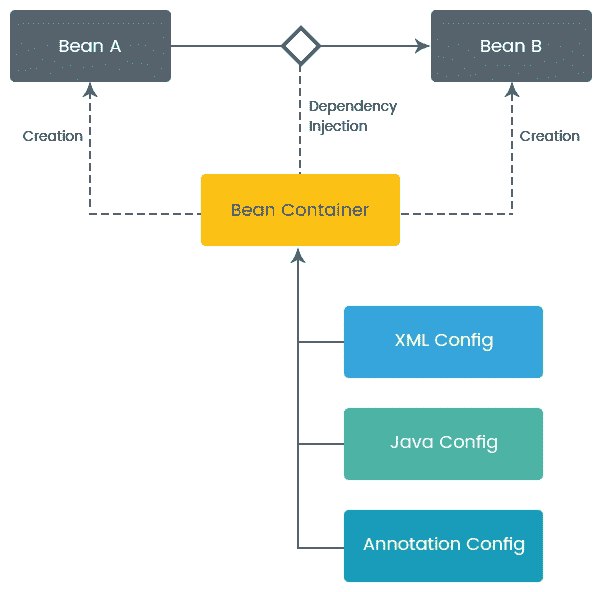 Bean A
Bean B
Dependency
Injection
Creation
Creation
Bean Container
XML Config
Java Config
Annotation Config